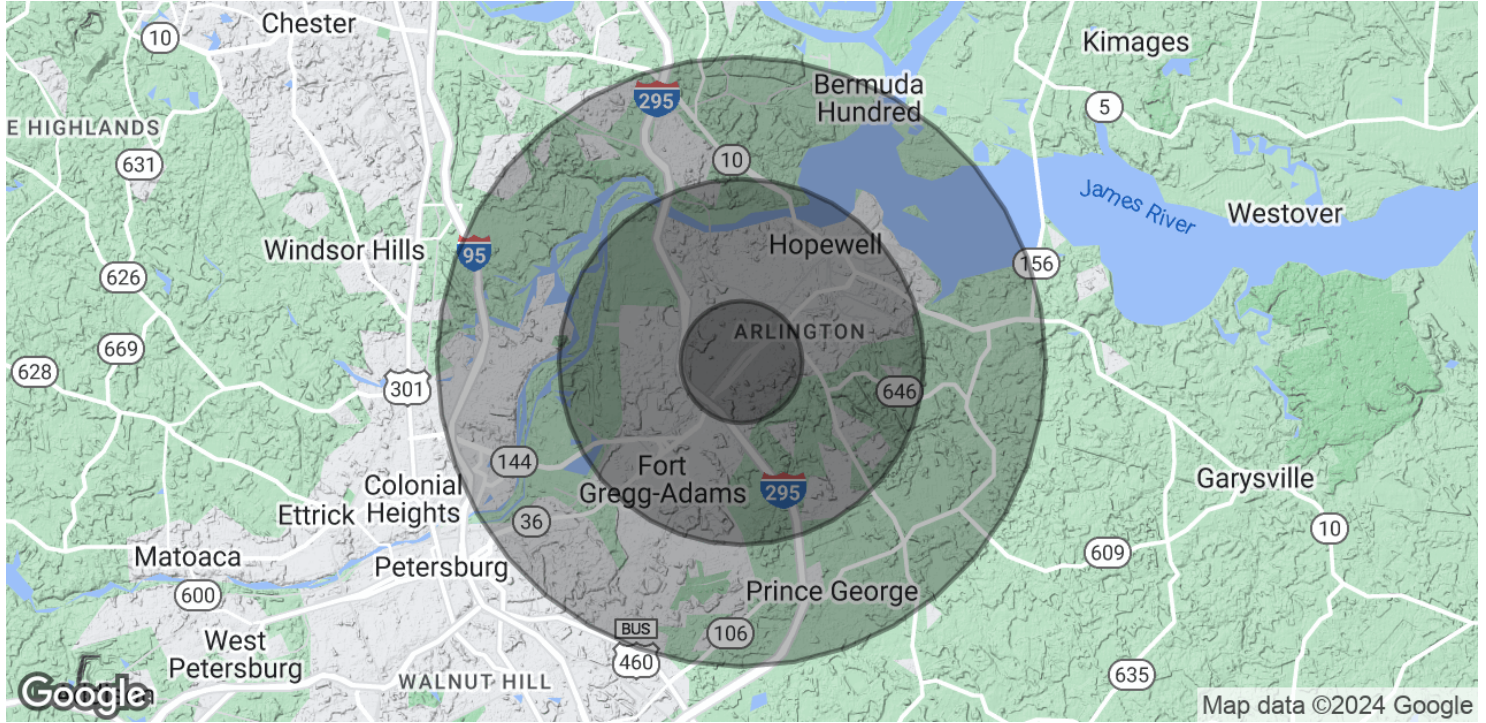 Chester
10
Kimages
Bermuda
Hundred
295
5
E HIGHLANDS
631
10
James River
Westover
Windsor Hills
95
Hopewell
156
626
ARLINGTON
669
628
301
646
144
Fort
Gregg-Adams
295
Garysville
Colonial
Heights
Ettrick
36
10
609
Matoaca
Petersburg
600
Prince George
BUS
460
106
West
Petersburg
WALNUT HILL
635
Google
Map data ©2024 Google